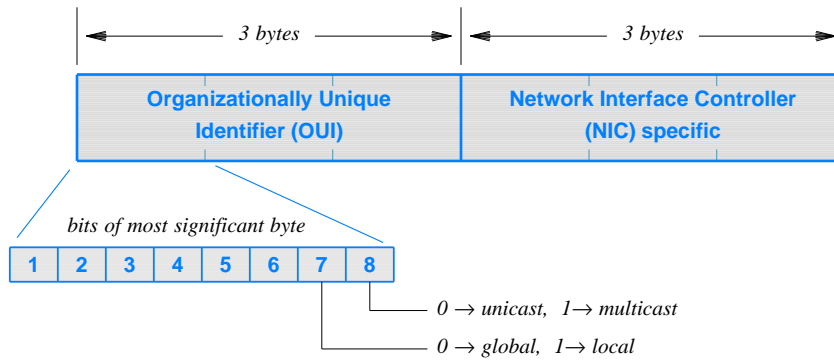 3 bytes 3 bytes
Organizationally Unique Network Interface Controller
Identifier (OUI) (NIC) specific
bits of most significant byte
1 2 3 4 5 6 7 8
0 → unicast, 1→ multicast
0 → global, 1→ local